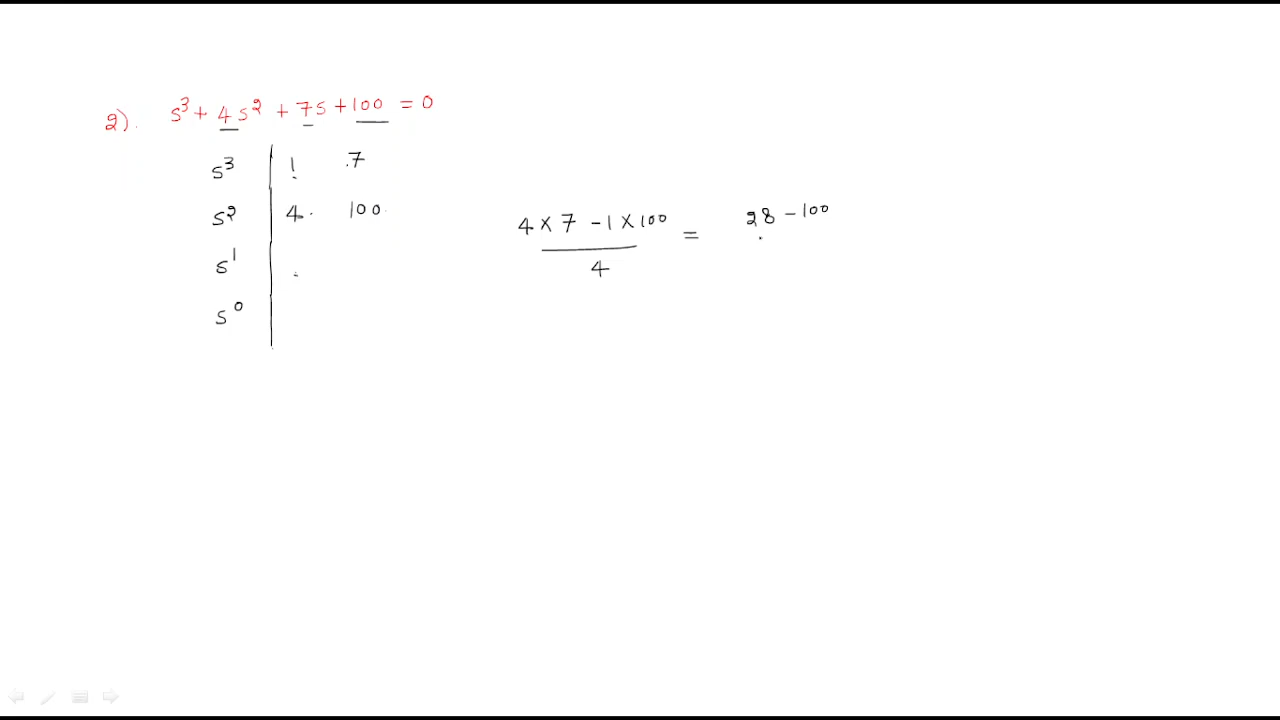 2). s³ + 4s² + 7s + 100 = 0
s³ | 1 7
s² | 4 100
s¹ |
s⁰ |
4 × 7 - 1 × 100 = 28 - 100
4